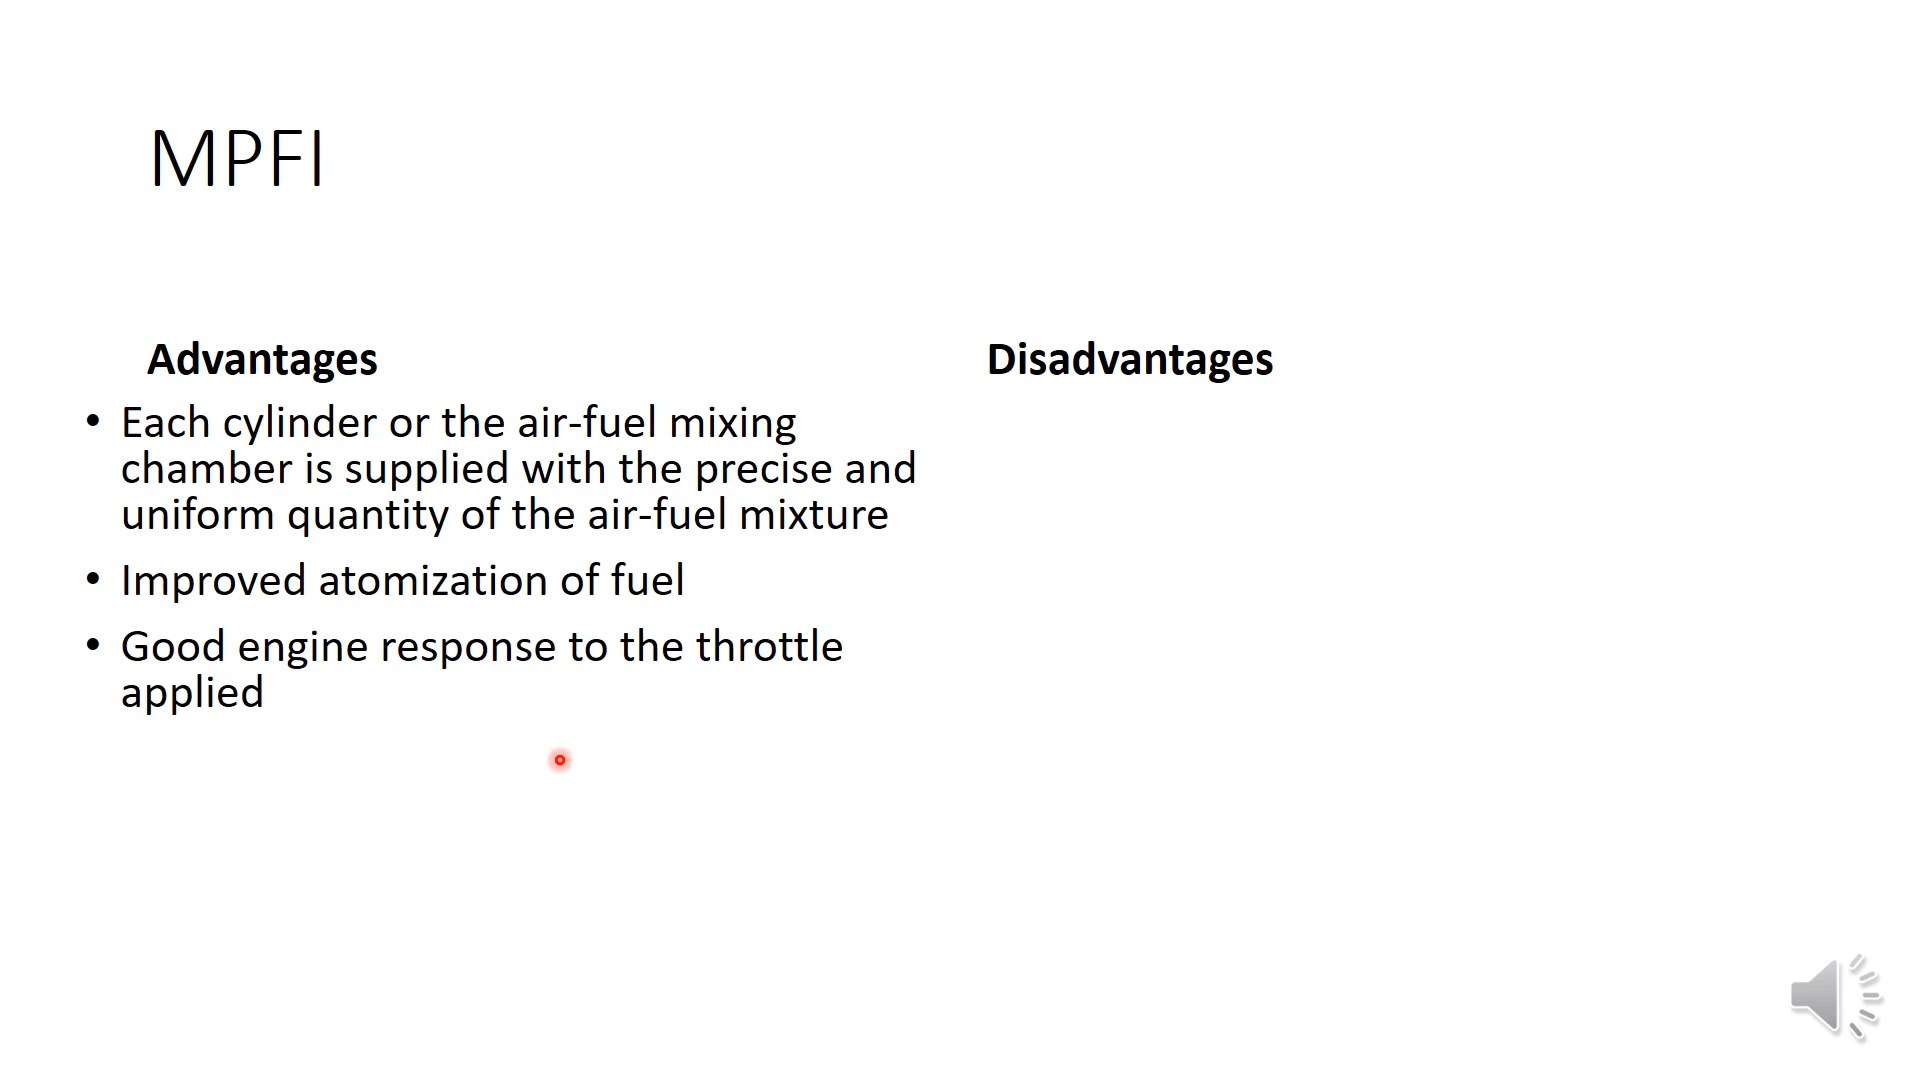 MPFI
Advantages
• Each cylinder or the air-fuel mixing
chamber is supplied with the precise and
uniform quantity of the air-fuel mixture
• Improved atomization of fuel
• Good engine response to the throttle
applied
Disadvantages